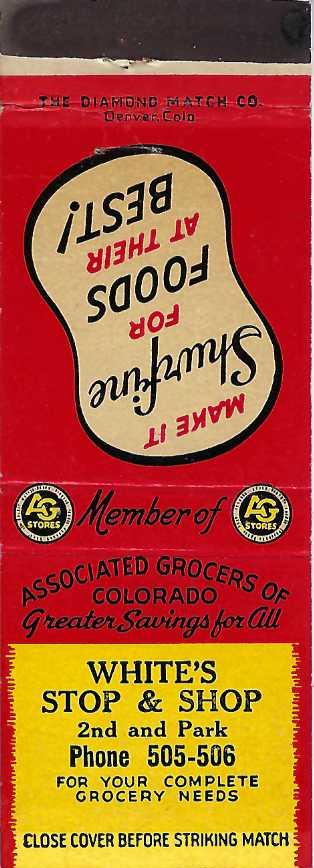 THE DIAMOND MATCH CO.
Denver, Colo
MAKE IT
Shurfine
FOR
FOODS
AT THEIR
BEST!
AG STORES
Member of
AG STORES
ASSOCIATED GROCERS OF
COLORADO
Greater Savings for All
WHITE'S
STOP & SHOP
2nd and Park
Phone 505-506
FOR YOUR COMPLETE
GROCERY NEEDS
CLOSE COVER BEFORE STRIKING MATCH